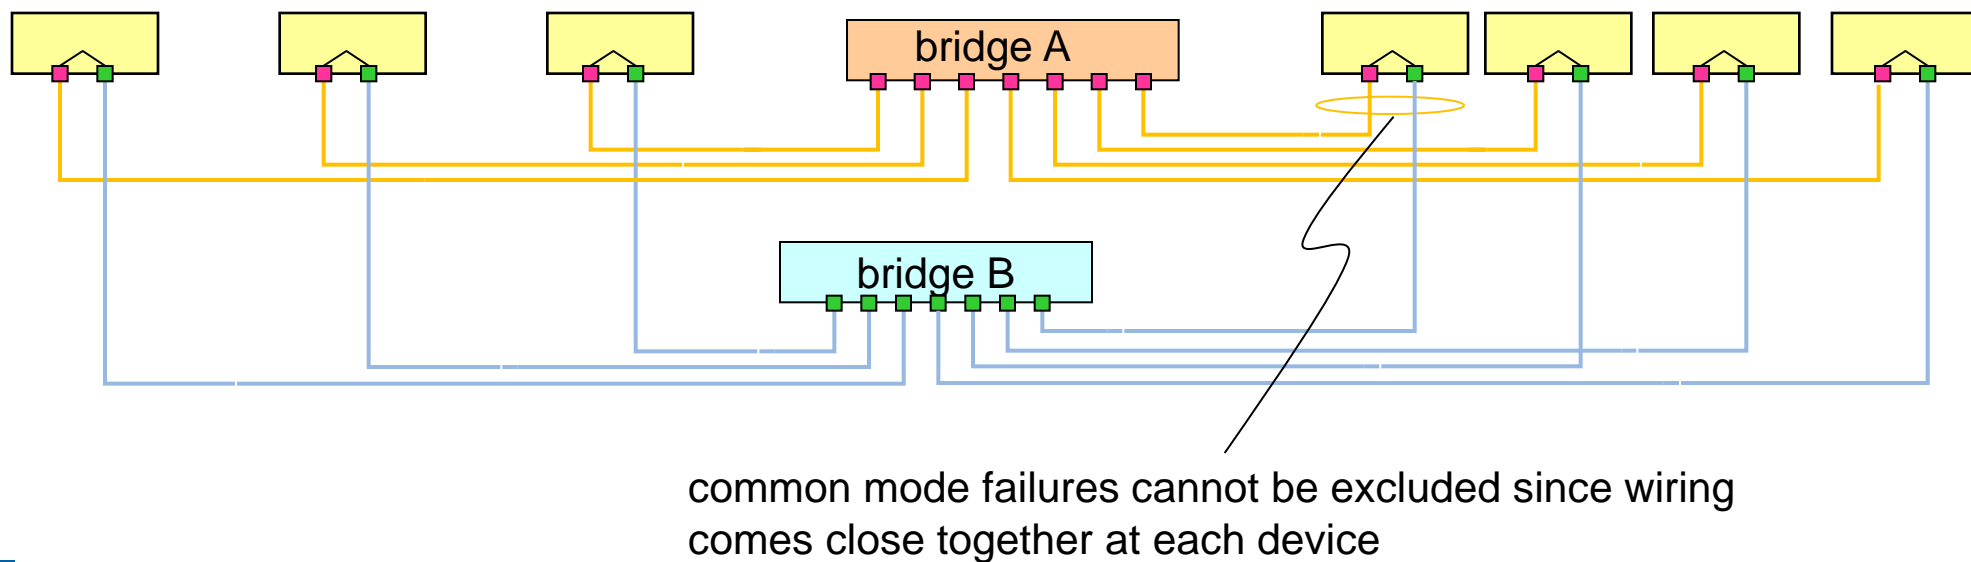 bridge A
bridge B
common mode failures cannot be excluded since wiring
comes close together at each device